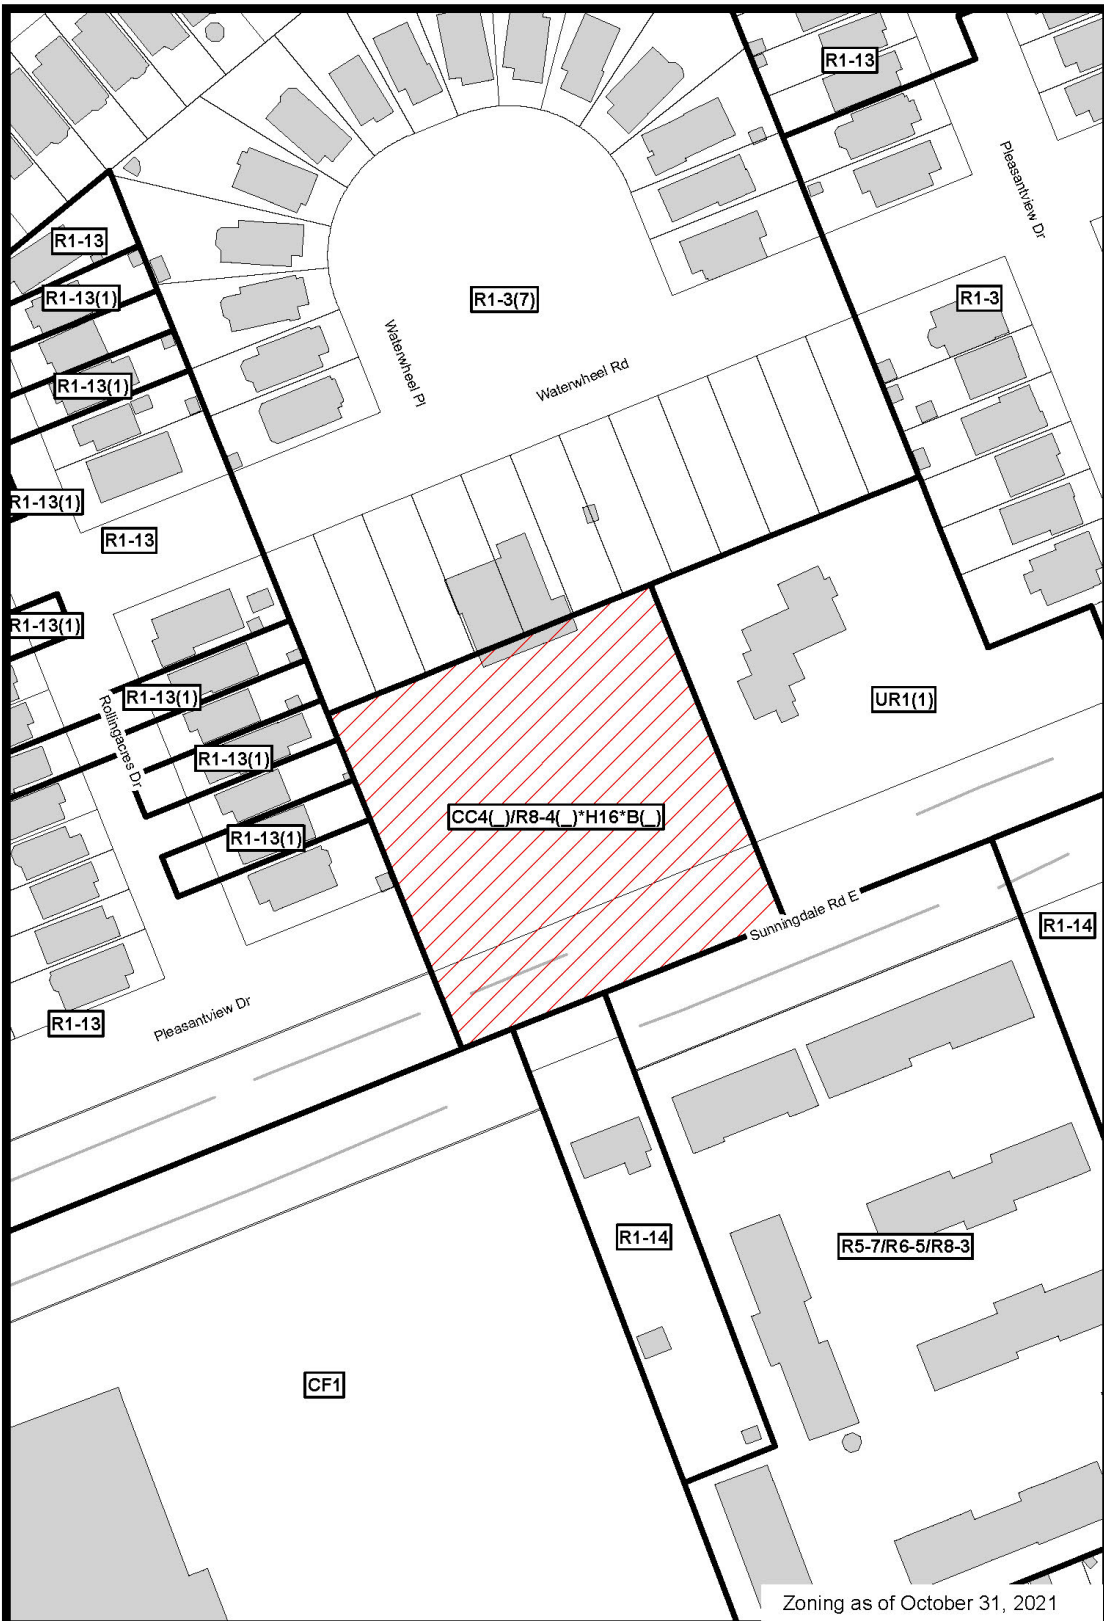 R1-13
Pleasantview Dr
R1-13
R1-13(1)
R1-3(7)
R1-3
Waterwheel Pl
Waterwheel Rd
R1-13(1)
R1-13(1)
R1-13
R1-13(1)
R1-13(1)
Rollingacres Dr
UR1(1)
R1-13(1)
CC4(_)/R8-4(_)*H16*B(_)
R1-13(1)
Sunningdale Rd E
R1-14
R1-13
Pleasantview Dr
R1-14
R5-7/R6-5/R8-3
CF1
Zoning as of October 31, 2021